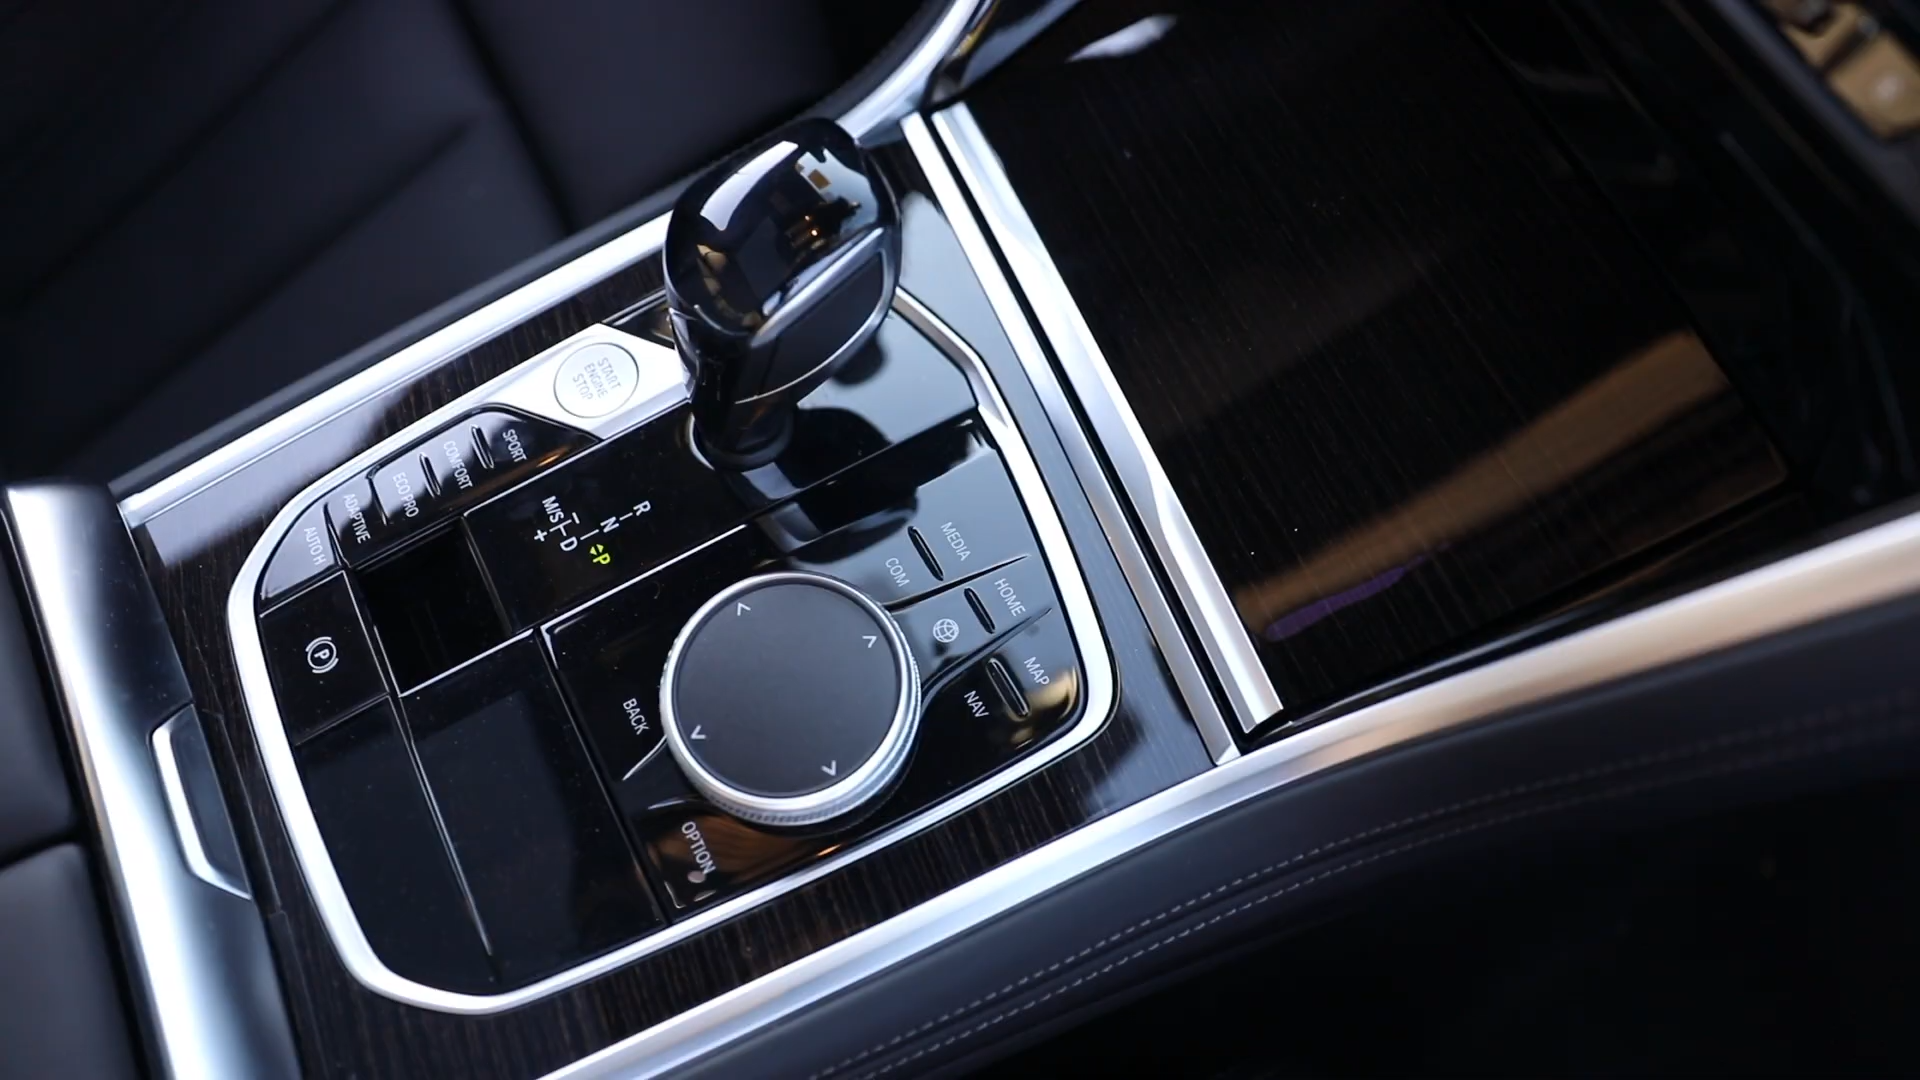 START
ENGINE
STOP
SPORT
COMFORT
ECO PRO
ADAPTIVE
AUTO H
R
N
M/S
D
P
(P)
MEDIA
COM
HOME
MAP
NAV
BACK
OPTION